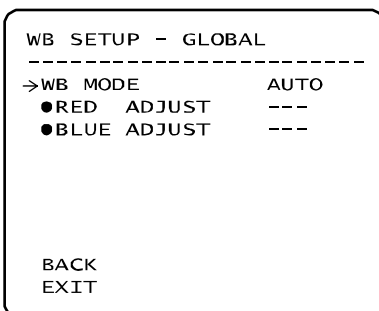 WB SETUP - GLOBAL
-------------------------
→WB MODE AUTO
●RED ADJUST ---
●BLUE ADJUST ---
BACK
EXIT